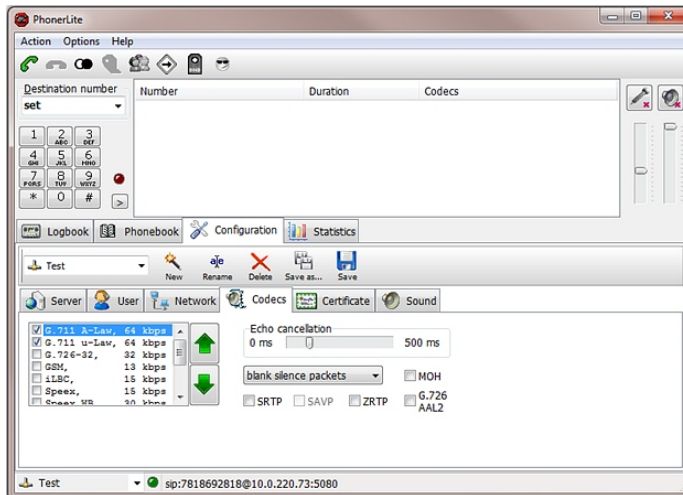 PhonerLite
Action Options Help
Destination number
set
Number Duration Codecs
1 2 ABC 3 DEF
4 GHI 5 JKL 6 MNO
7 PQRS 8 TUV 9 WXYZ
* 0 # >
Logbook Phonebook Configuration Statistics
Test New Rename Delete Save as... Save
Server User Network Codecs Certificate Sound
G.711 A-Law, 64 kbps
G.711 u-Law, 64 kbps
G.726-32, 32 kbps
GSM, 13 kbps
iLBC, 15 kbps
Speex, 15 kbps
Speex WB 30 kbps
Echo cancellation
0 ms 500 ms
blank silence packets MOH
SRTP SAVP ZRTP G.726
AAL2
Test sip:7818692818@10.0.220.73:5080